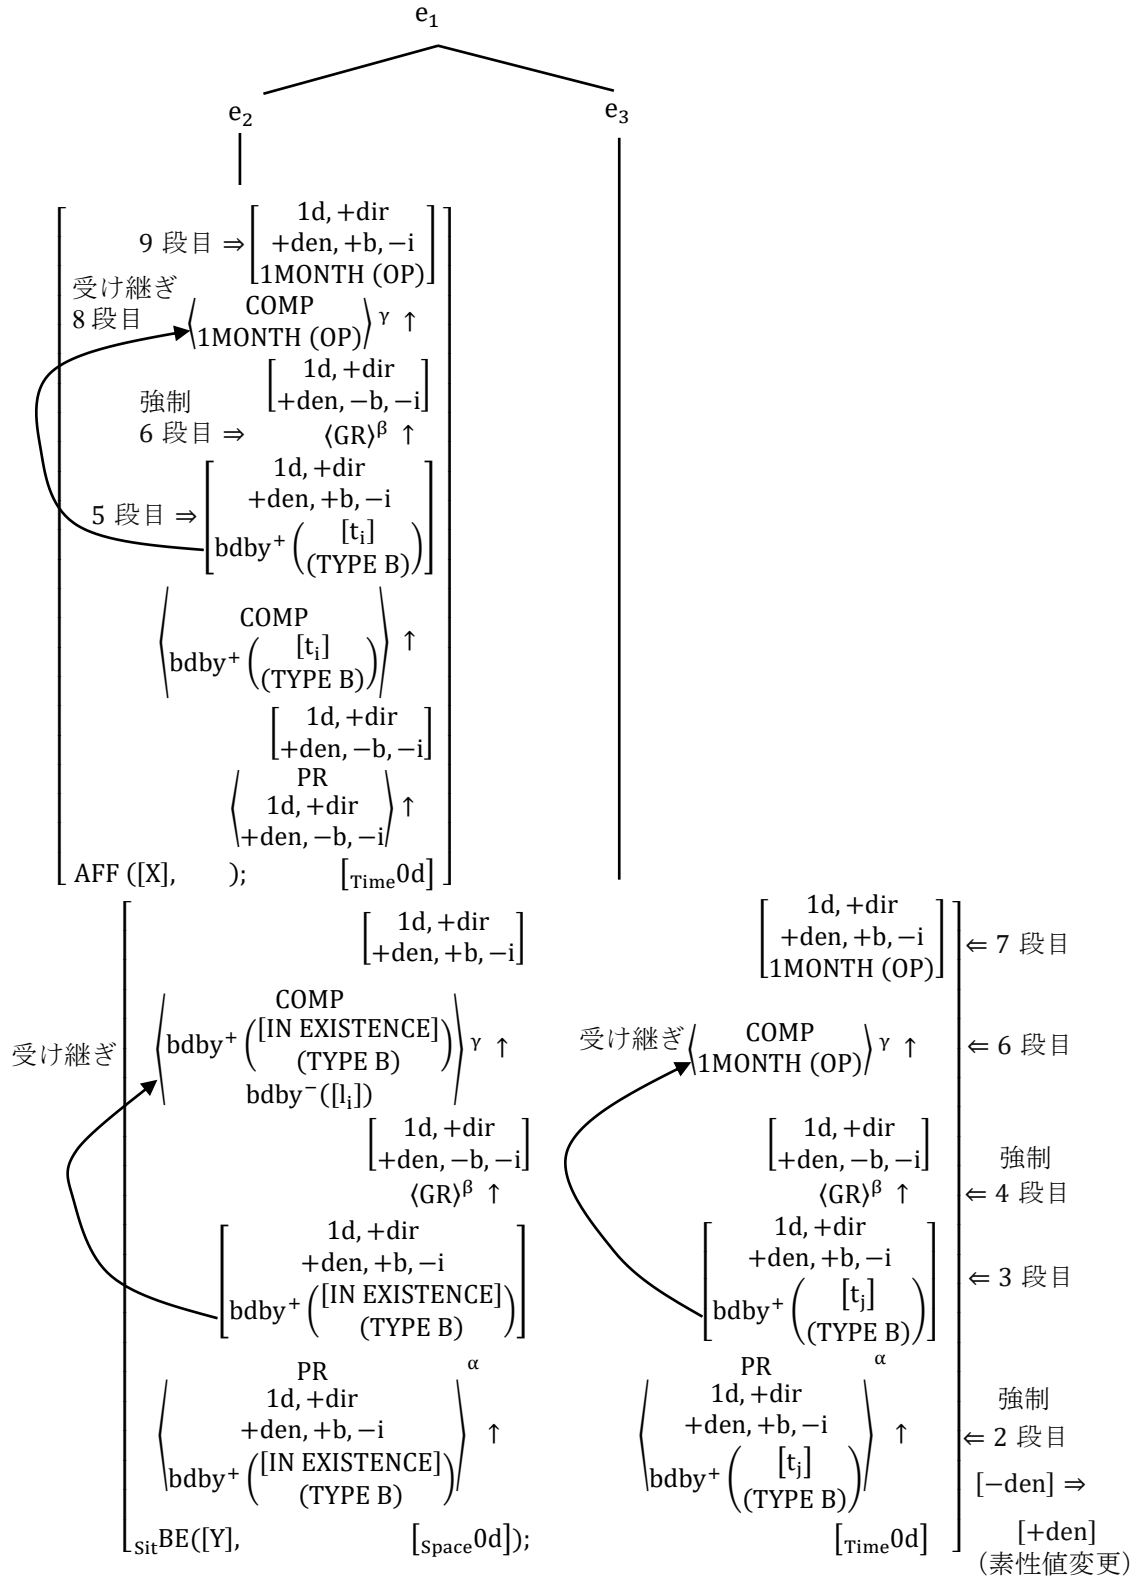 e₁
e₂ e₃
1d, +dir
9 段目 ⇒ +den, +b, −i
1MONTH (OP)
受け継ぎ
8 段目
COMP
1MONTH (OP) γ ↑
1d, +dir
+den, −b, −i
強制
6 段目 ⇒ ⟨GR⟩β ↑
1d, +dir
+den, +b, −i
5 段目 ⇒
bdby⁺ ([tᵢ]
(TYPE B))
COMP
bdby⁺ ([tᵢ]
(TYPE B)) ↑
1d, +dir
+den, −b, −i
PR
1d, +dir ↑
+den, −b, −i
AFF ([X], ); [Time0d]
1d, +dir
+den, +b, −i
1d, +dir
+den, +b, −i
1MONTH (OP)
⇐ 7 段目
受け継ぎ
COMP
bdby⁺ ([IN EXISTENCE]
(TYPE B)) γ ↑
bdby⁻([lᵢ])
受け継ぎ
COMP
1MONTH (OP) γ ↑
⇐ 6 段目
1d, +dir
+den, −b, −i
⟨GR⟩β ↑
1d, +dir
+den, −b, −i
⟨GR⟩β ↑
強制
⇐ 4 段目
1d, +dir
+den, +b, −i
bdby⁺ ([IN EXISTENCE]
(TYPE B))
1d, +dir
+den, +b, −i
bdby⁺ ([tⱼ]
(TYPE B))
⇐ 3 段目
PR α
1d, +dir
+den, +b, −i ↑
bdby⁺ ([IN EXISTENCE]
(TYPE B))
PR α
1d, +dir
+den, +b, −i ↑
bdby⁺ ([tⱼ]
(TYPE B))
強制
⇐ 2 段目
[−den] ⇒
[+den]
（素性値変更）
SitBE([Y], [Space0d]); [Time0d]